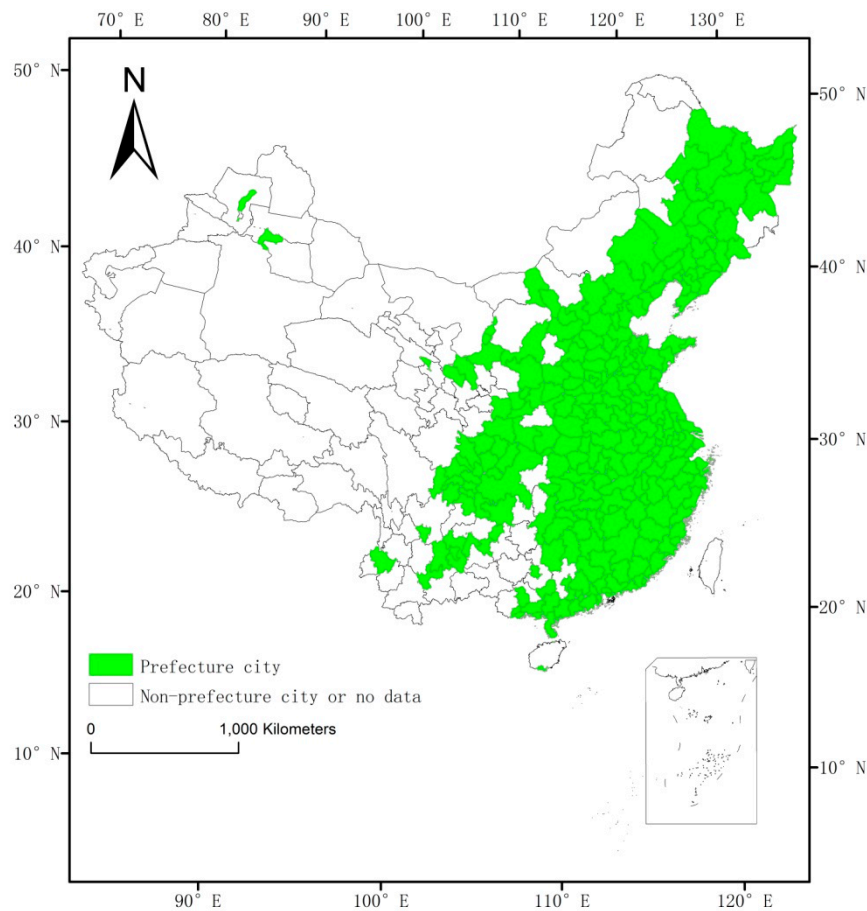 70° E 80° E 90° E 100° E 110° E 120° E 130° E
N
50° N
50° N
40° N
40° N
30° N
30° N
20° N
20° N
Prefecture city
Non-prefecture city or no data
0 1,000 Kilometers
10° N
10° N
90° E 100° E 110° E 120° E